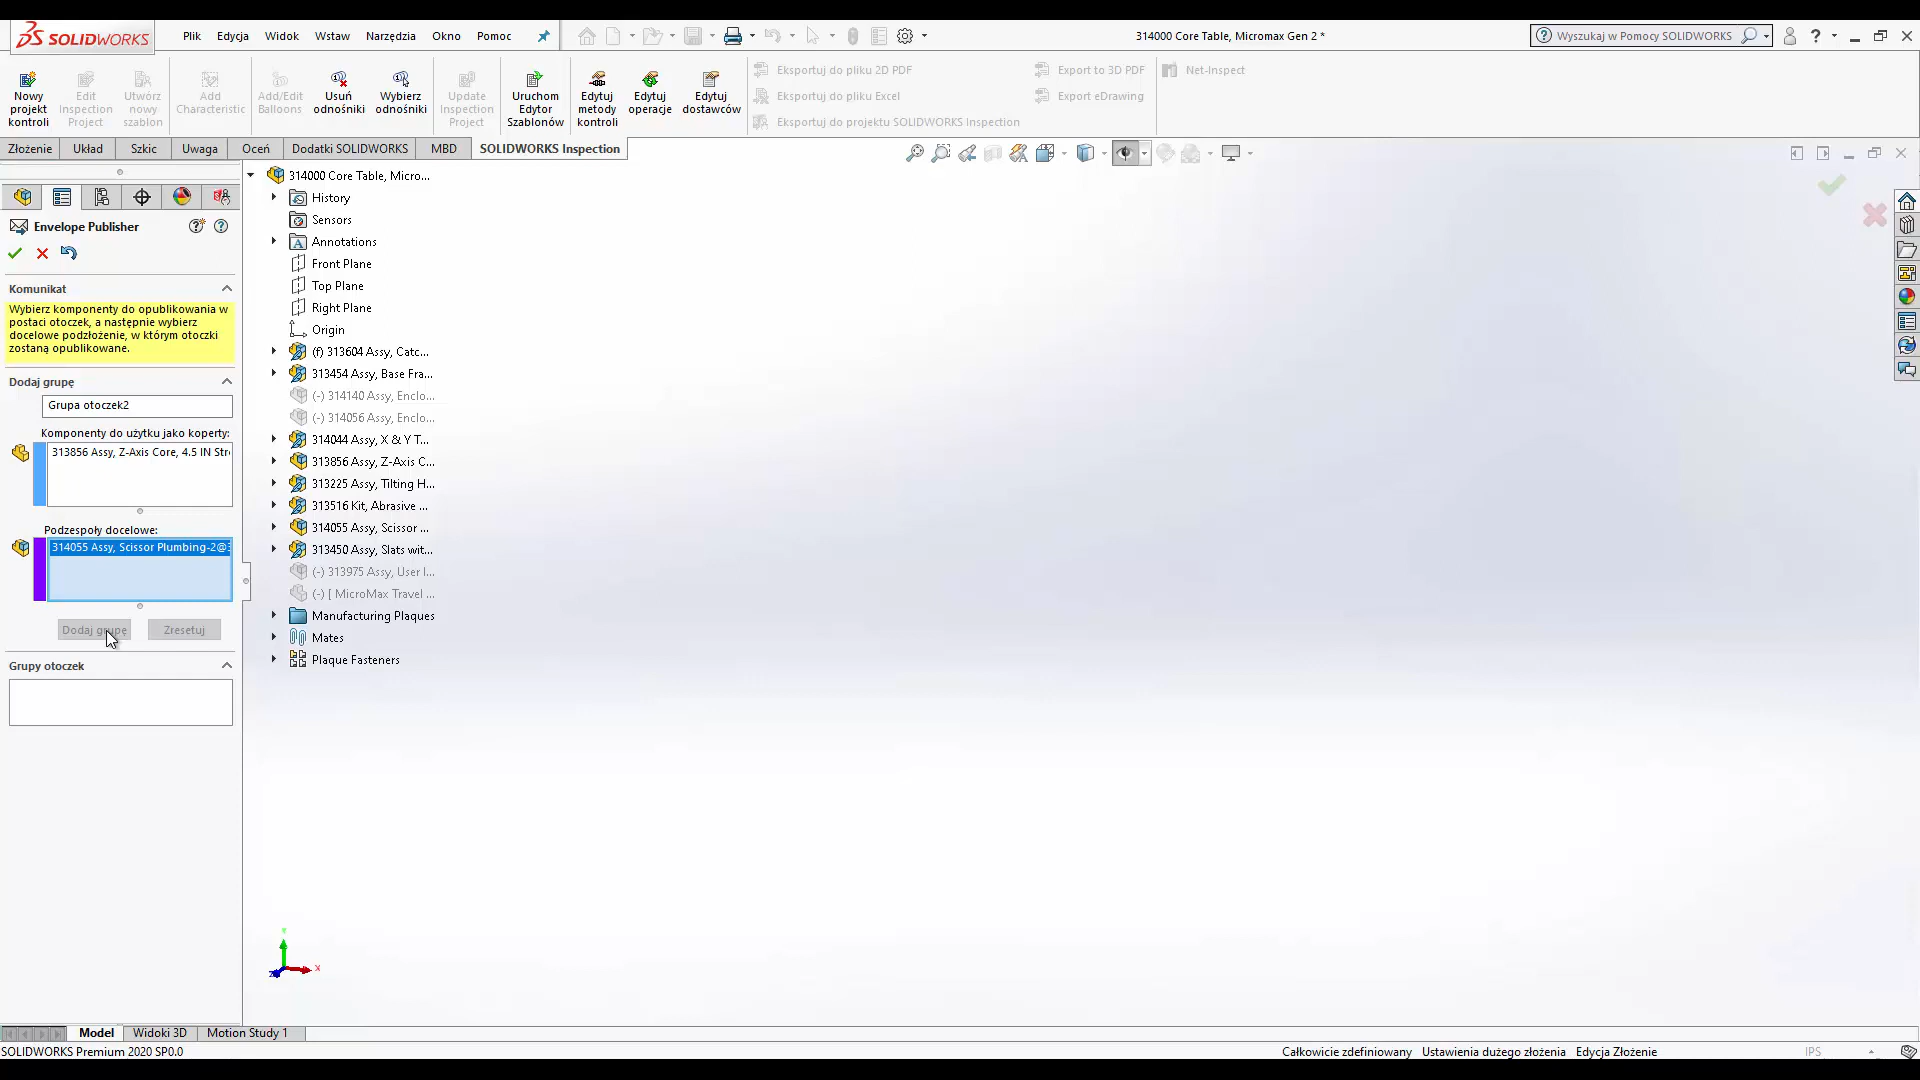 SOLIDWORKS
Plik Edycja Widok Wstaw Narzędzia Okno Pomoc
314000 Core Table, Micromax Gen 2 *
Wyszukaj w Pomocy SOLIDWORKS
Nowy projekt kontroli
Edit Inspection Project
Utwórz nowy szablon
Add Characteristic
Add/Edit Balloons
Usuń odnośniki
Wybierz odnośniki
Update Inspection Project
Uruchom Edytor Szablonów
Edytuj metody kontroli
Edytuj operacje
Edytuj dostawców
Eksportuj do pliku 2D PDF
Eksportuj do pliku Excel
Eksportuj do projektu SOLIDWORKS Inspection
Export to 3D PDF
Export eDrawing
Net-Inspect
Złożenie Układ Szkic Uwaga Oceń Dodatki SOLIDWORKS MBD SOLIDWORKS Inspection
Envelope Publisher
Komunikat
Wybierz komponenty do opublikowania w
postaci otoczek, a następnie wybierz
docelowe podzłożenie, w którym otoczki
zostaną opublikowane.
Dodaj grupę
Grupa otoczek2
Komponenty do użytku jako koperty:
313856 Assy, Z-Axis Core, 4.5 IN Str
Podzespoły docelowe:
314055 Assy, Scissor Plumbing-2@3
Dodaj grupę Zresetuj
Grupy otoczek
314000 Core Table, Micro...
History
Sensors
Annotations
Front Plane
Top Plane
Right Plane
Origin
(f) 313604 Assy, Catc...
313454 Assy, Base Fra...
(-) 314140 Assy, Enclo...
(-) 314056 Assy, Enclo...
314044 Assy, X & Y T...
313856 Assy, Z-Axis C...
313225 Assy, Tilting H...
313516 Kit, Abrasive ...
314055 Assy, Scissor ...
313450 Assy, Slats wit...
(-) 313975 Assy, User I...
(-) [ MicroMax Travel ...
Manufacturing Plaques
Mates
Plaque Fasteners
Y
X
Z
Model Widoki 3D Motion Study 1
SOLIDWORKS Premium 2020 SP0.0
Całkowicie zdefiniowany Ustawienia dużego złożenia Edycja Złożenie IPS